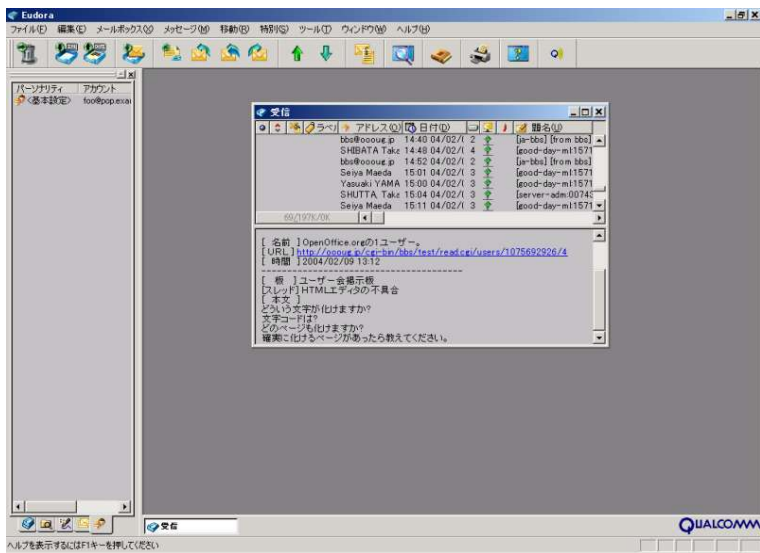 Eudora
ファイル(F) 編集(E) メールボックス(X) メッセージ(M) 移動(R) 特別(S) ツール(T) ウィンドウ(W) ヘルプ(H)
パーソナリティ アカウント
<基本設定> foo@pop.exa
受信
ラベ アドレス(O) 日付(D) 題名(U)
bbs@oooug.jp 14:40 04/02/ 2 [ja-bbs] [from bbs]
SHIBATA Taka 14:48 04/02/ 4 [good-day-ml:1571
bbs@oooug.jp 14:52 04/02/ 2 [ja-bbs] [from bbs]
Seiya Maeda 15:01 04/02/ 3 [good-day-ml:1571
Yasuaki YAMA 15:00 04/02/ 3 [good-day-ml:1571
SHUTTA, Taka 15:04 04/02/ 3 [server-adm:0074
Seiya Maeda 15:11 04/02/ 3 [good-day-ml:1571
69/197K/0K
[ 名前 ]OpenOffice.orgの1ユーザー。
[URL]http://oooug.jp/cgi-bin/bbs/test/read.cgi/users/1075692926/4
[ 時間 ]2004/02/09 13:12
----------------------------------------
[ 板 ]ユーザー会掲示板
[スレッド]HTMLエディタの不具合
[ 本文 ]
どういう文字が化けますか?
文字コードは?
どのページも化けますか?
確実に化けるページがあったら教えてください。
受信
QUALCOMM
ヘルプを表示するにはF1キーを押してください